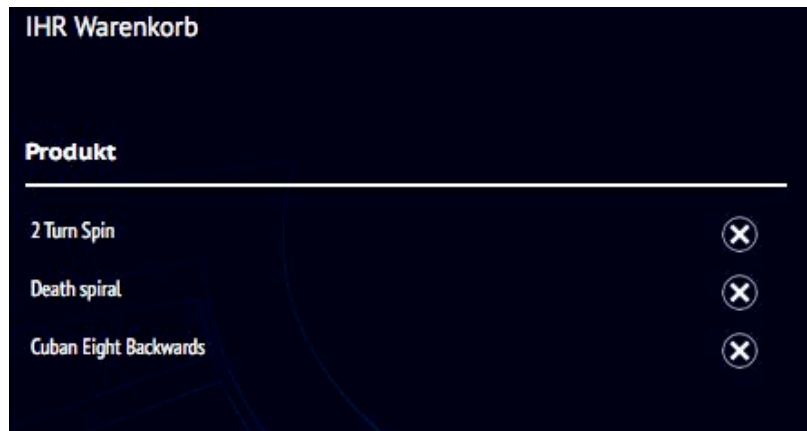 IHR Warenkorb
Produkt
2 Turn Spin
Death spiral
Cuban Eight Backwards